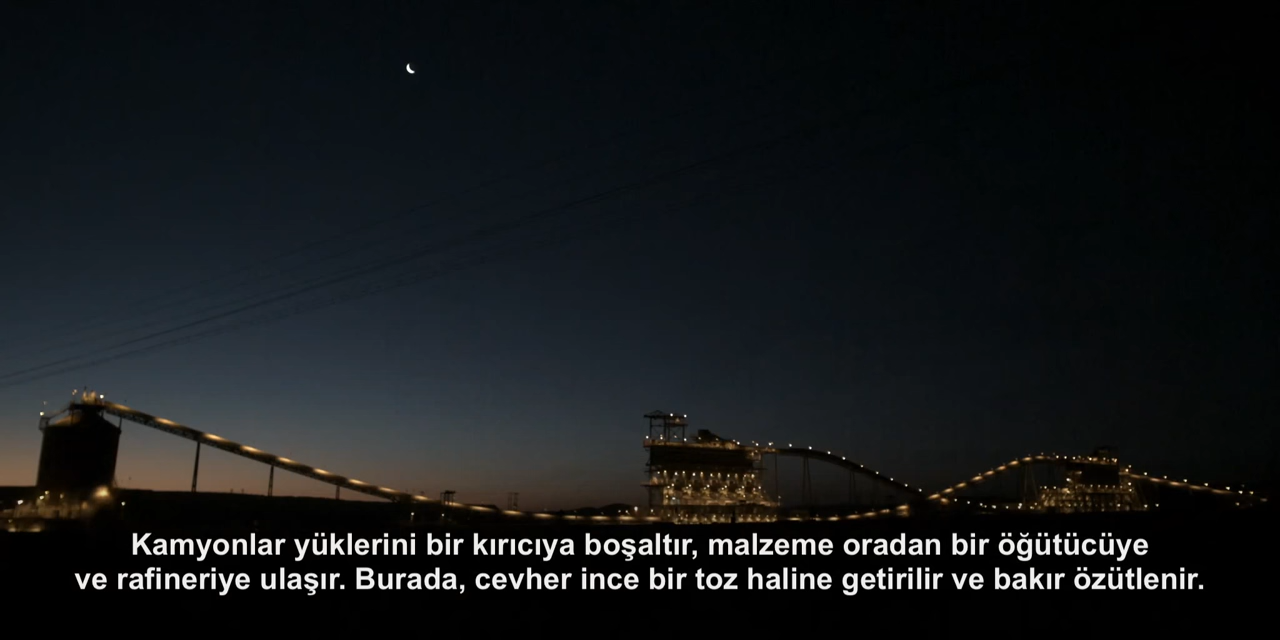 Kamyonlar yüklerini bir kırıcıya boşaltır, malzeme oradan bir öğütücüye
ve rafineriye ulaşır. Burada, cevher ince bir toz haline getirilir ve bakır özütlenir.